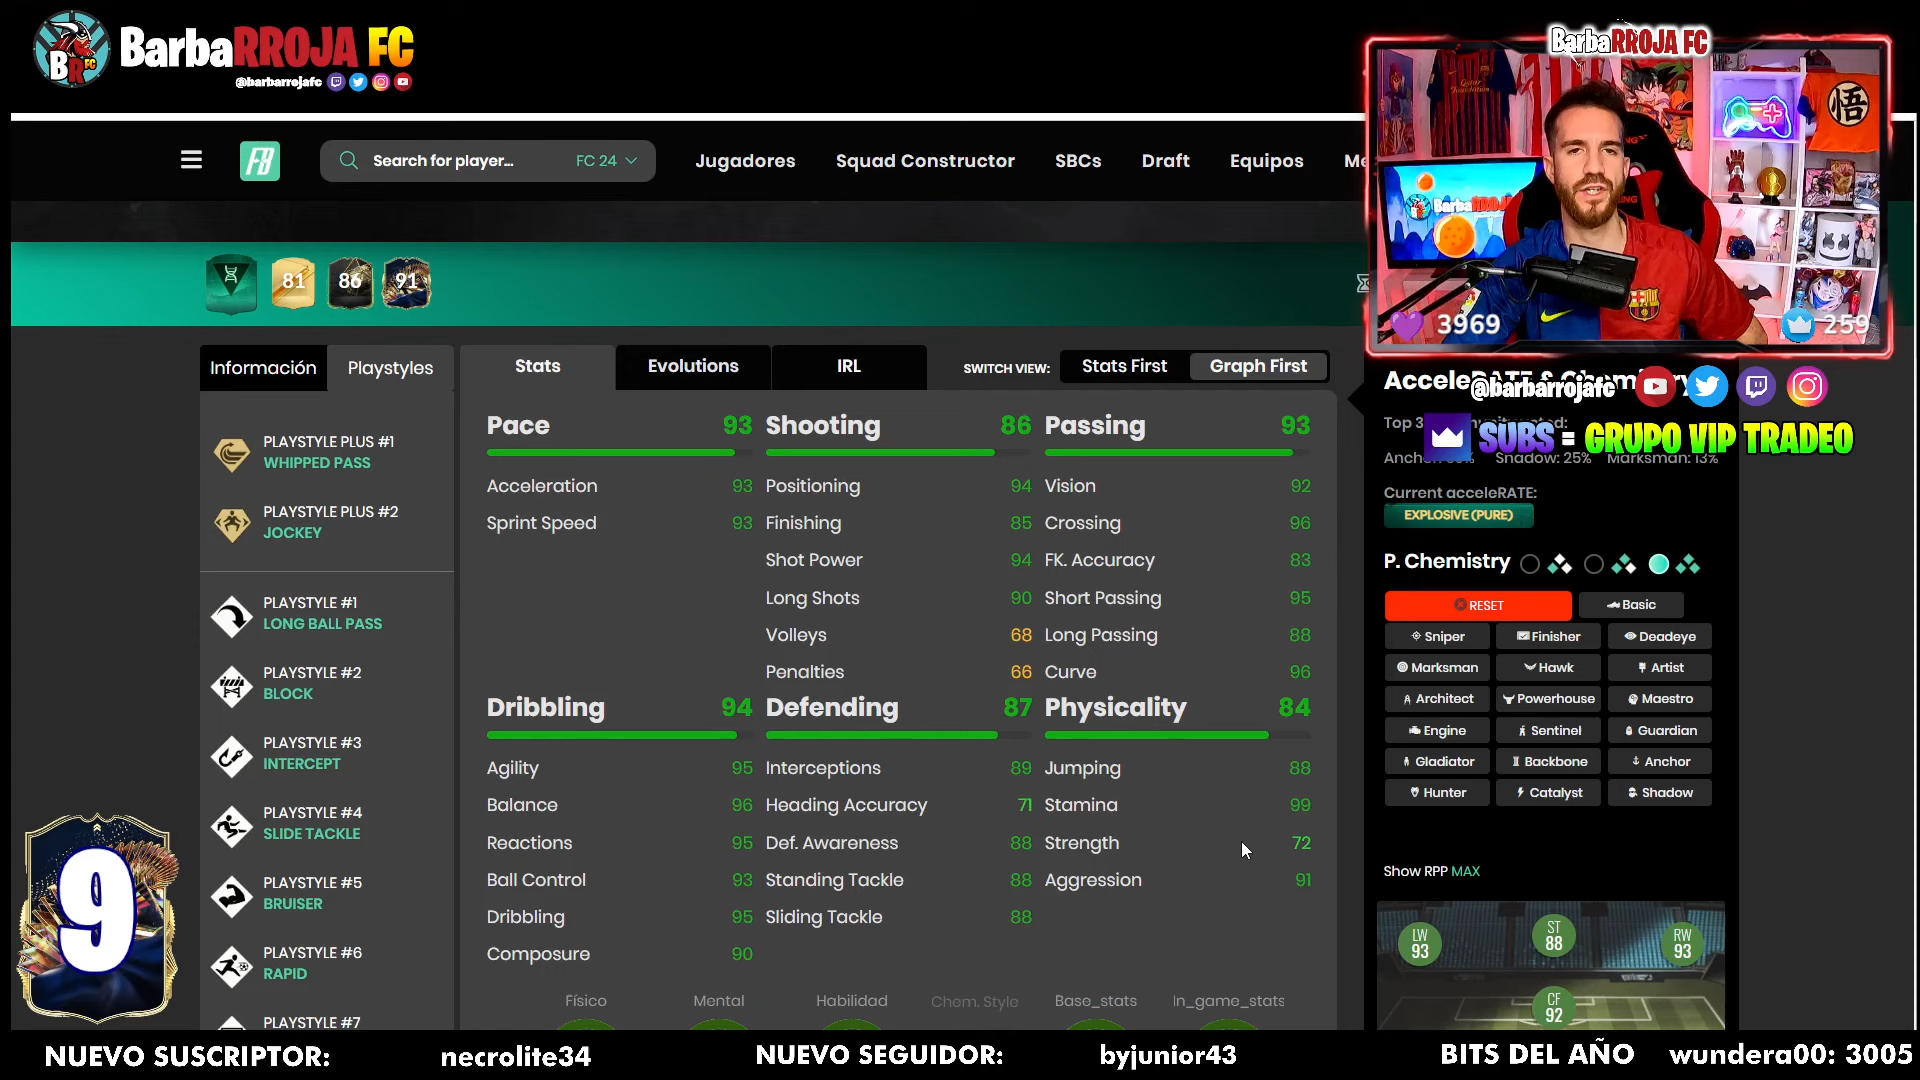 BarbaRROJA FC
@barbarrojafc
BarbaRROJA FC
Search for player...
FC 24
Jugadores
Squad Constructor
SBCs
Draft
Equipos
Me
81
86
91
3969
259
Información
Playstyles
Stats
Evolutions
IRL
SWITCH VIEW:
Stats First
Graph First
@barbarrojafc
SUBS = GRUPO VIP TRADEO
PLAYSTYLE PLUS #1
WHIPPED PASS
PLAYSTYLE PLUS #2
JOCKEY
PLAYSTYLE #1
LONG BALL PASS
PLAYSTYLE #2
BLOCK
PLAYSTYLE #3
INTERCEPT
PLAYSTYLE #4
SLIDE TACKLE
PLAYSTYLE #5
BRUISER
PLAYSTYLE #6
RAPID
PLAYSTYLE #7
Pace 93
Acceleration 93
Sprint Speed 93
Shooting 86
Positioning 94
Finishing 85
Shot Power 94
Long Shots 90
Volleys 68
Penalties 66
Passing 93
Vision 92
Crossing 96
FK. Accuracy 83
Short Passing 95
Long Passing 88
Curve 96
Dribbling 94
Agility 95
Balance 96
Reactions 95
Ball Control 93
Dribbling 95
Composure 90
Defending 87
Interceptions 89
Heading Accuracy 71
Def. Awareness 88
Standing Tackle 88
Sliding Tackle 88
Physicality 84
Jumping 88
Stamina 99
Strength 72
Aggression 91
Físico
Mental
Habilidad
Chem. Style
Base_stats
In_game_stats
Shadow: 25%
Marksman: 13%
Current acceleRATE:
EXPLOSIVE (PURE)
P. Chemistry
RESET
Basic
Sniper
Finisher
Deadeye
Marksman
Hawk
Artist
Architect
Powerhouse
Maestro
Engine
Sentinel
Guardian
Gladiator
Backbone
Anchor
Hunter
Catalyst
Shadow
Show RPP MAX
LW
93
ST
88
RW
93
CF
92
9
NUEVO SUSCRIPTOR: necrolite34
NUEVO SEGUIDOR: byjunior43
BITS DEL AÑO wundera00: 3005